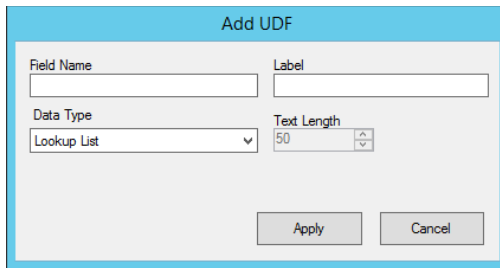 Add UDF
Field Name
Label
Data Type
Text Length
Lookup List
50
Apply
Cancel